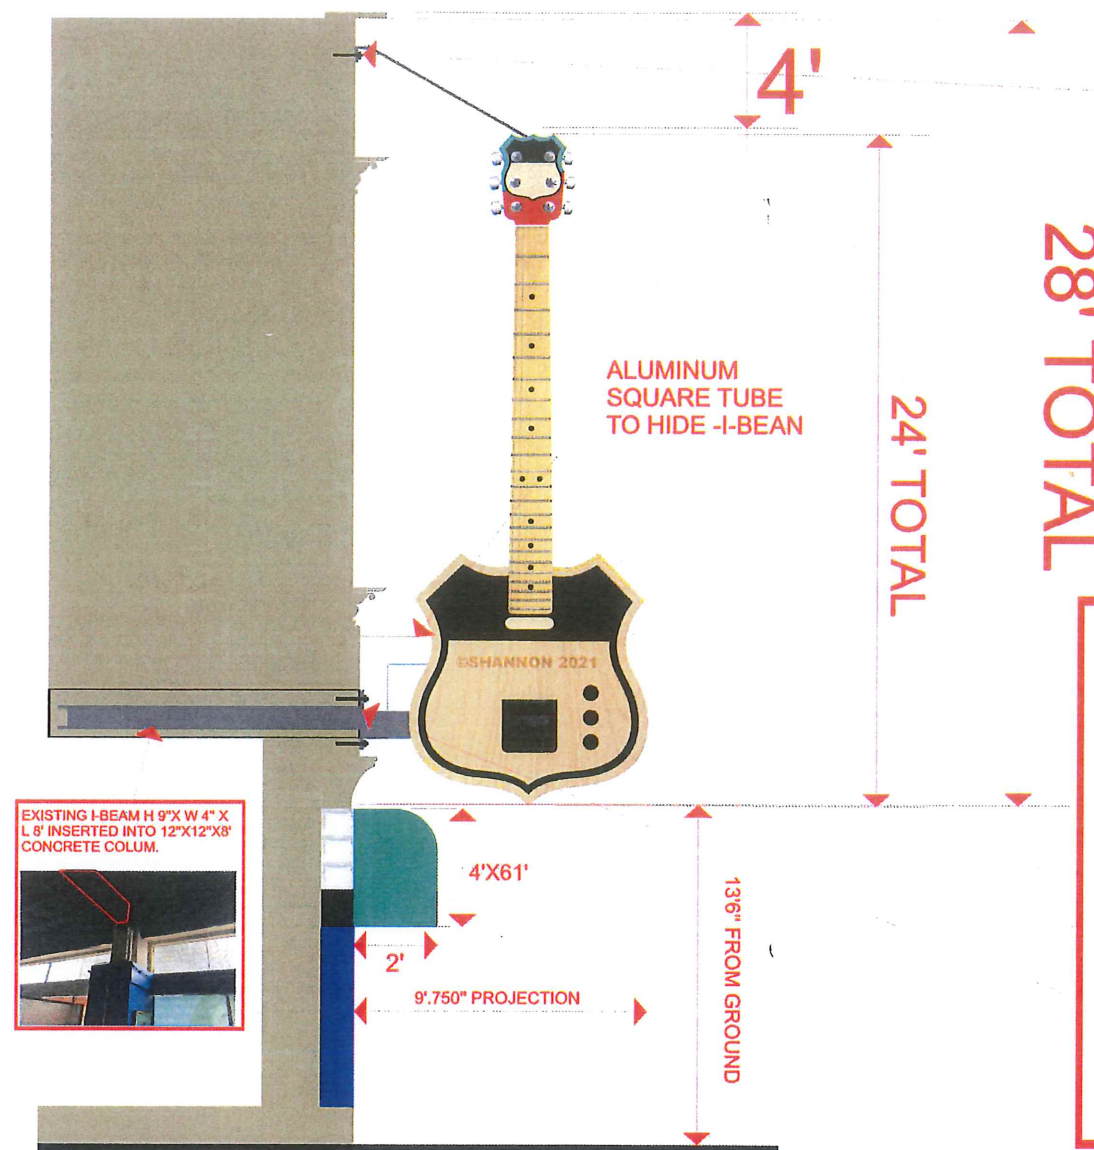 4'
28' TOTAL
ALUMINUM
SQUARE TUBE
TO HIDE -I-BEAN
24' TOTAL
©SHANNON 2021
EXISTING I-BEAM H 9"X W 4" X
L 8' INSERTED INTO 12"X12"X8'
CONCRETE COLUM.
4'X61'
2'
9'.750" PROJECTION
13'6" FROM GROUND